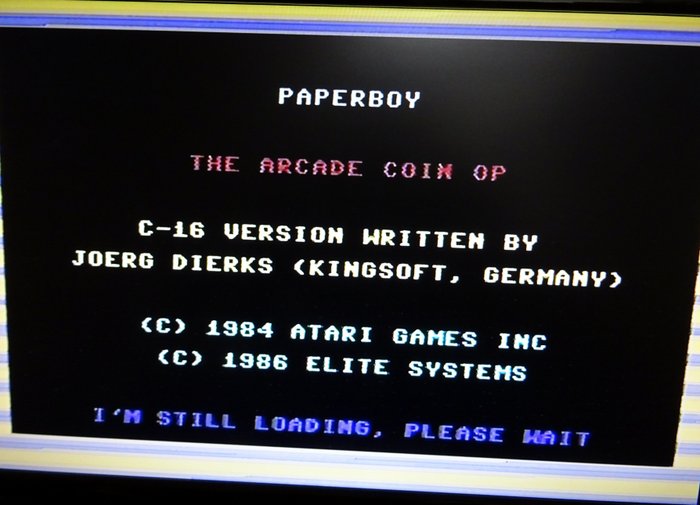 PAPERBOY
THE ARCADE COIN OP
C-16 VERSION WRITTEN BY
JOERG DIERKS (KINGSOFT, GERMANY)
(C) 1984 ATARI GAMES INC
(C) 1986 ELITE SYSTEMS
I'M STILL LOADING, PLEASE WAIT